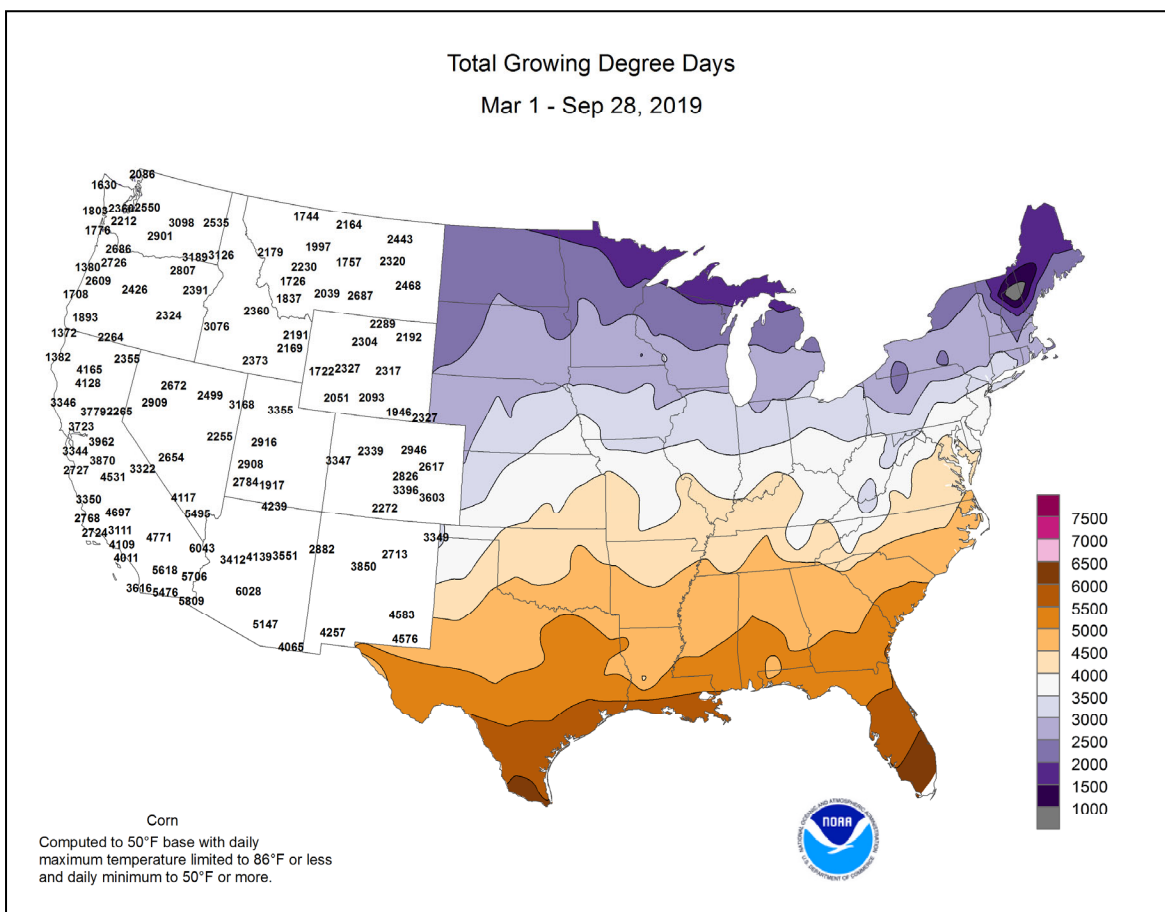 Total Growing Degree Days
Mar 1 - Sep 28, 2019
2086
1630
1803 2360 2550
2212 3098 2535
1776 2901
1744 2164
2443
2686 3189 3126 2179 1997
1380 2726 2807 2230 1757 2320
2609 2426 2391 1726 2468
1708 1837 2039 2687
1893 2324 3076 2360
1372 2264 2191 2289
2304 2192
1382 2355 2373 2169
4165 1722 2327 2317
4128 2672 2499
3346 2909 3168 3355 2051 2093
3779 2265 1946 2327
3723
3962 2255 2916
3344 3870 2654 2339 2946
2727 4531 3322 2908 3347 2617
2784 1917 2826
3350 4117 3396 3603
4697 5495 4239 2272
2768
2724 3111 4771 3349
4109 6043 3412 4139 3551 2882 2713
4011 3850
5618 5706
3616 5476 6028
5809
4583
5147 4257 4576
4065
7500
7000
6500
6000
5500
5000
4500
4000
3500
3000
2500
2000
1500
1000
Corn
Computed to 50°F base with daily
maximum temperature limited to 86°F or less
and daily minimum to 50°F or more.
NATIONAL OCEANIC AND ATMOSPHERIC ADMINISTRATION
NOAA
U.S. DEPARTMENT OF COMMERCE